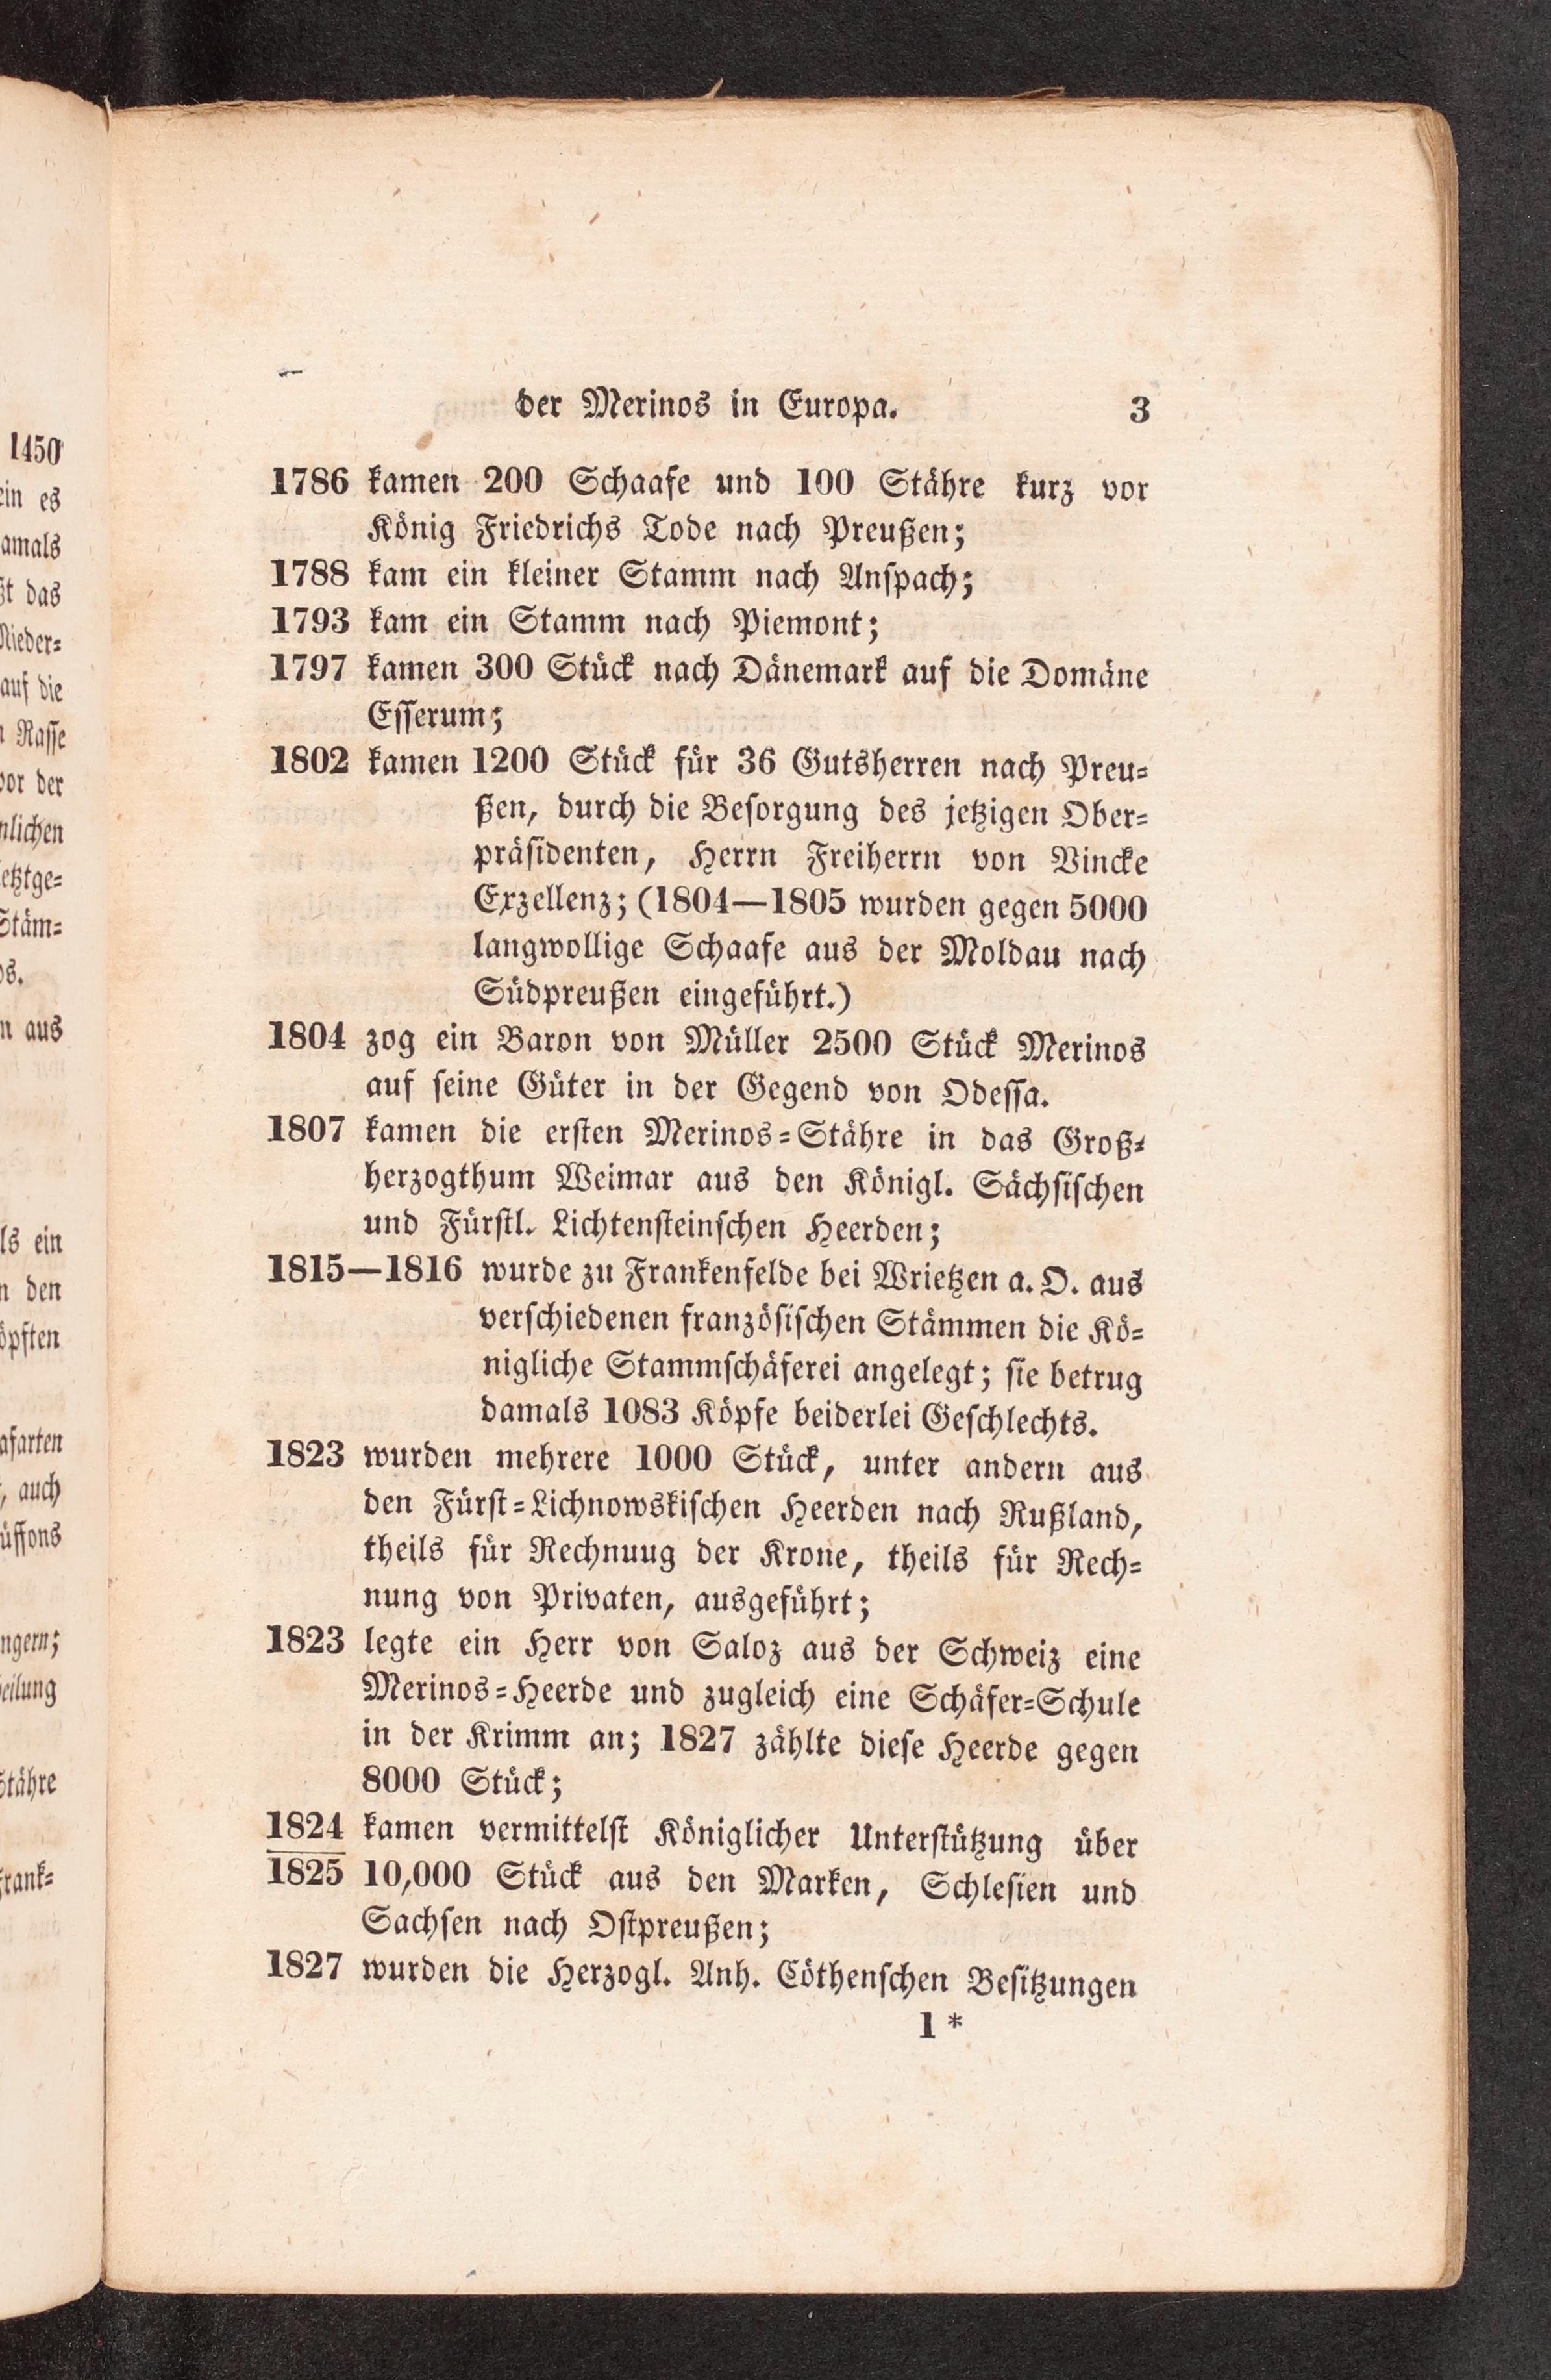 der Merinos in Europa. 3
1786 kamen 200 Schaafe und 100 Stähre kurz vor
König Friedrichs Tode nach Preußen;
1788 kam ein kleiner Stamm nach Anſpach;
1793 kam ein Stamm nach Piemont;
1797 kamen 300 Stück nach Dänemark auf die Domäne
Eſſerum;
1802 kamen 1200 Stück für 36 Gutsherren nach Preu-
ßen, durch die Beſorgung des jetzigen Ober-
präſidenten, Herrn Freiherrn von Vincke
Exzellenz; (1804—1805 wurden gegen 5000
langwollige Schaafe aus der Moldau nach
Südpreußen eingeführt.)
1804 zog ein Baron von Müller 2500 Stück Merinos
auf ſeine Güter in der Gegend von Odeſſa.
1807 kamen die erſten Merinos-Stähre in das Groß-
herzogthum Weimar aus den Königl. Sächſiſchen
und Fürſtl. Lichtenſteinſchen Heerden;
1815—1816 wurde zu Frankenfelde bei Wrietzen a. O. aus
verſchiedenen franzöſiſchen Stämmen die Kö-
nigliche Stammſchäferei angelegt; ſie betrug
damals 1083 Köpfe beiderlei Geſchlechts.
1823 wurden mehrere 1000 Stück, unter andern aus
den Fürſt-Lichnowskiſchen Heerden nach Rußland,
theils für Rechnuug der Krone, theils für Rech-
nung von Privaten, ausgeführt;
1823 legte ein Herr von Saloz aus der Schweiz eine
Merinos-Heerde und zugleich eine Schäfer-Schule
in der Krimm an; 1827 zählte dieſe Heerde gegen
8000 Stück;
1824 kamen vermittelſt Königlicher Unterſtützung über
1825 10,000 Stück aus den Marken, Schleſien und
Sachſen nach Oſtpreußen;
1827 wurden die Herzogl. Anh. Cöthenſchen Beſitzungen
1 *